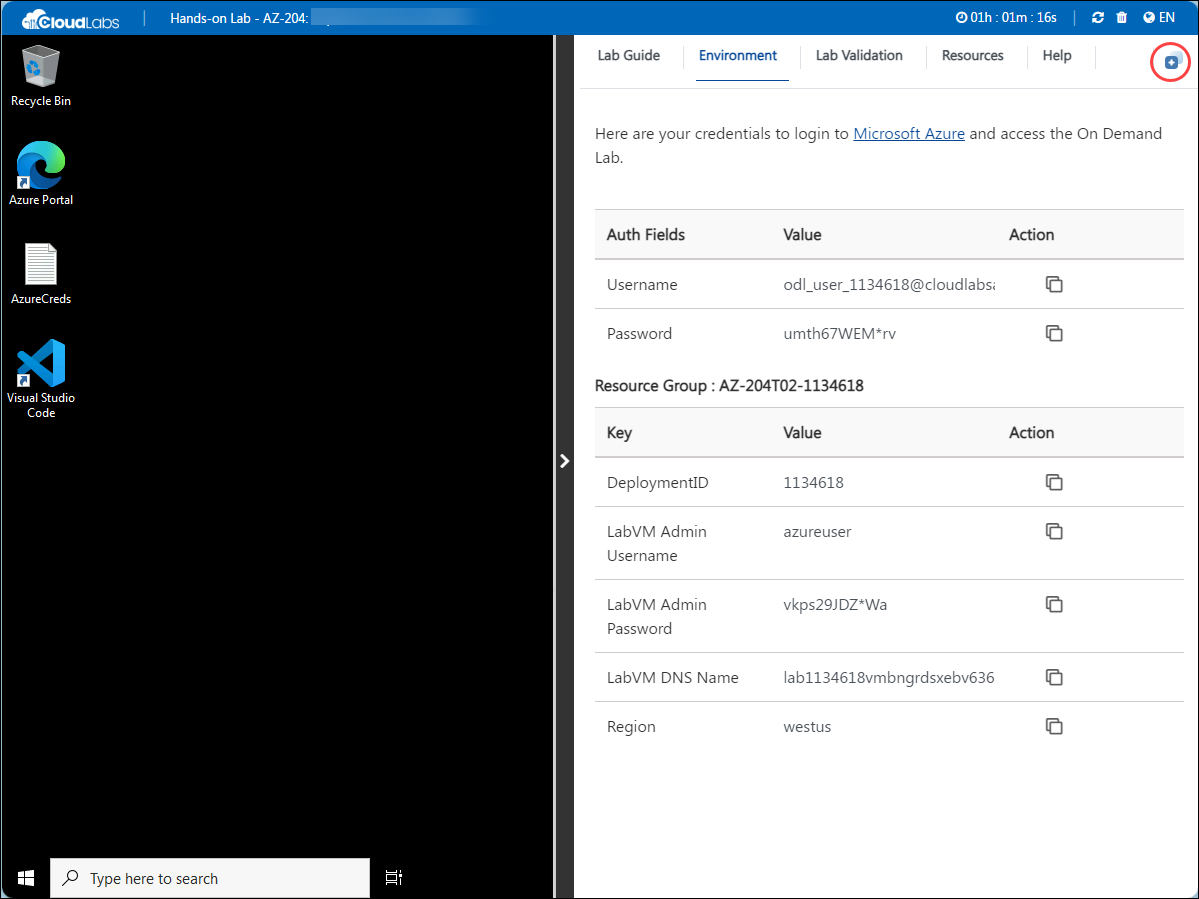 CloudLabs
Hands-on Lab - AZ-204:
01h : 01m : 16s
EN
Recycle Bin
Azure Portal
AzureCreds
Visual Studio
Code
Type here to search
Lab Guide
Environment
Lab Validation
Resources
Help
Here are your credentials to login to Microsoft Azure and access the On Demand
Lab.
Auth Fields Value Action
Username odl_user_1134618@cloudlabsa
Password umth67WEM*rv
Resource Group : AZ-204T02-1134618
Key Value Action
DeploymentID 1134618
LabVM Admin
Username
azureuser
LabVM Admin
Password
vkps29JDZ*Wa
LabVM DNS Name lab1134618vmbngrdsxebv636
Region westus